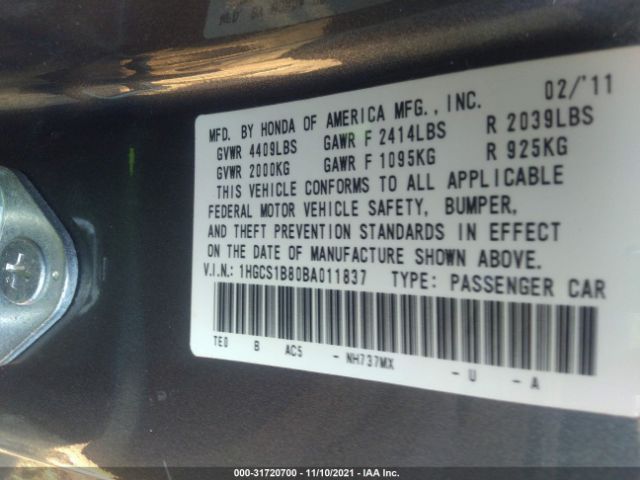 02/'11
MFD. BY HONDA OF AMERICA MFG., INC.
GVWR 4409LBS GAWR F 2414LBS R 2039LBS
GVWR 2000KG GAWR F 1095KG R 925KG
THIS VEHICLE CONFORMS TO ALL APPLICABLE
FEDERAL MOTOR VEHICLE SAFETY, BUMPER,
AND THEFT PREVENTION STANDARDS IN EFFECT
ON THE DATE OF MANUFACTURE SHOWN ABOVE.
V.I.N.: 1HGCS1B80BA011837 TYPE: PASSENGER CAR
TE0 B AC5 - NH737MX - U - A
000-31720700 - 11/10/2021 - IAA Inc.